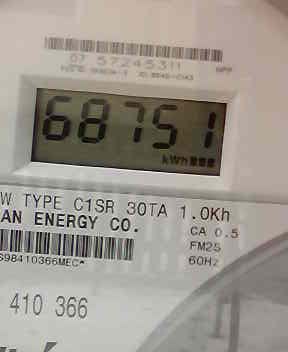 07 57245311
68751
kWh
W TYPE C1SR 30TA 1.0Kh
AN ENERGY CO.
CA 0.5
FM2S
60Hz
S98410366MEC*
410 366